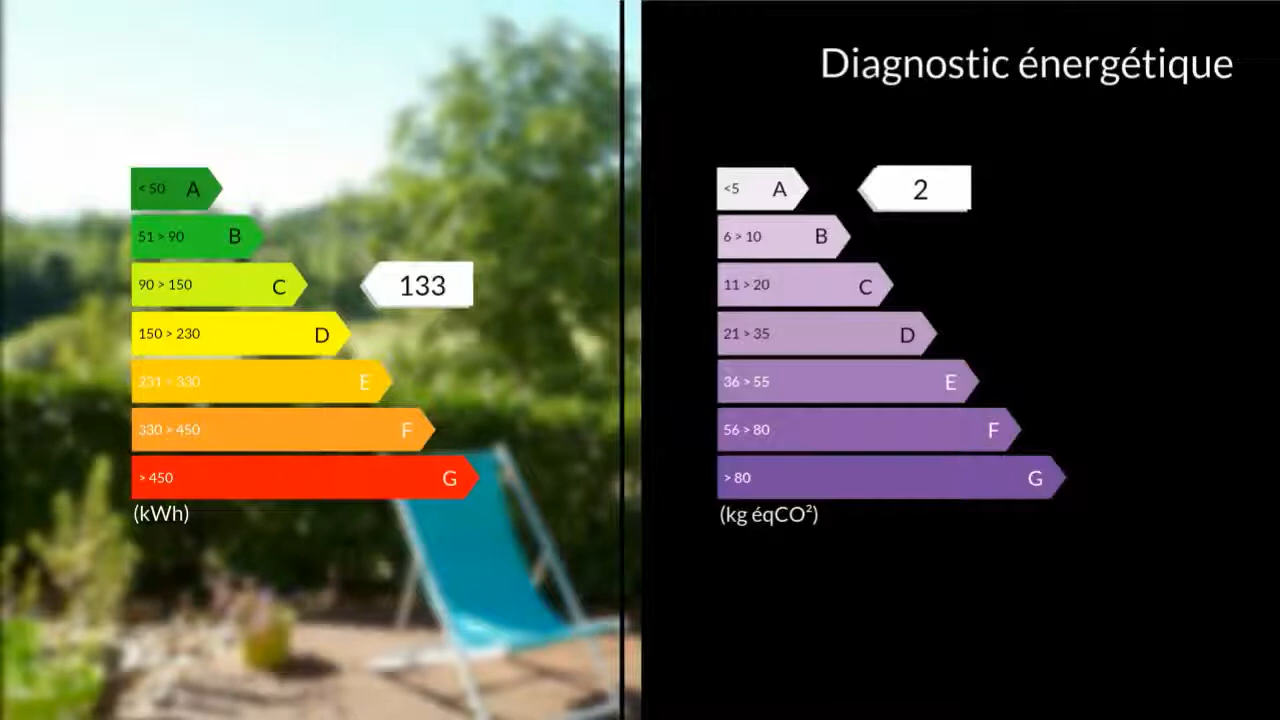 Diagnostic énergétique
< 50 A
51 > 90 B
90 > 150 C
133
150 > 230 D
231 > 330 E
330 > 450 F
> 450 G
(kWh)
<5 A
2
6 > 10 B
11 > 20 C
21 > 35 D
36 > 55 E
56 > 80 F
> 80 G
(kg éqCO²)